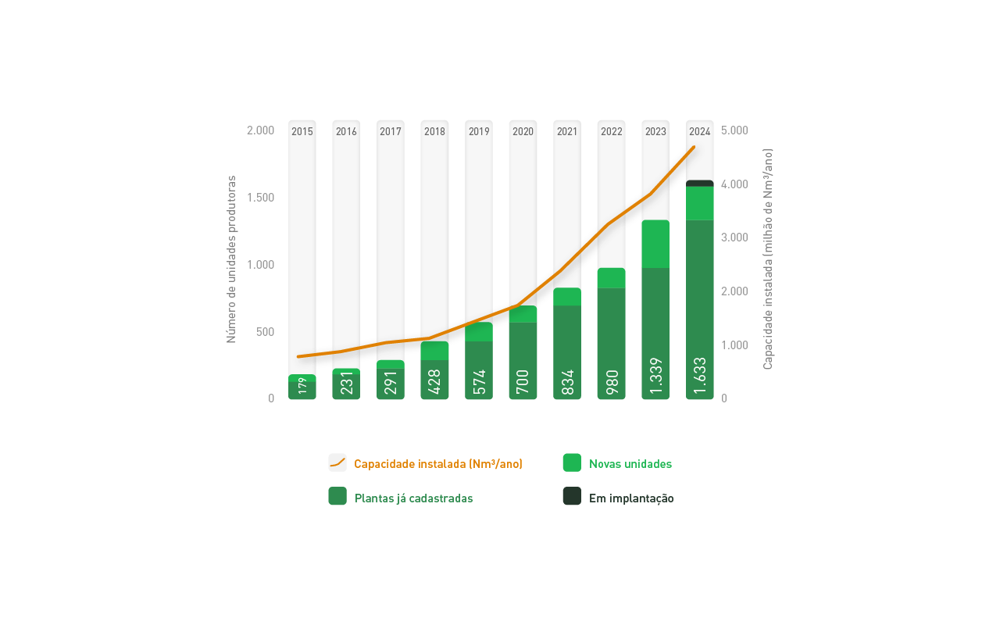 2015 2016 2017 2018 2019 2020 2021 2022 2023 2024
2.000
1.500
1.000
500
0
Número de unidades produtoras
5.000
4.000
3.000
2.000
1.000
0
Capacidade instalada (milhão de Nm³/ano)
179 231 291 428 574 700 834 980 1.339 1.633
Capacidade instalada (Nm³/ano)
Novas unidades
Plantas já cadastradas
Em implantação